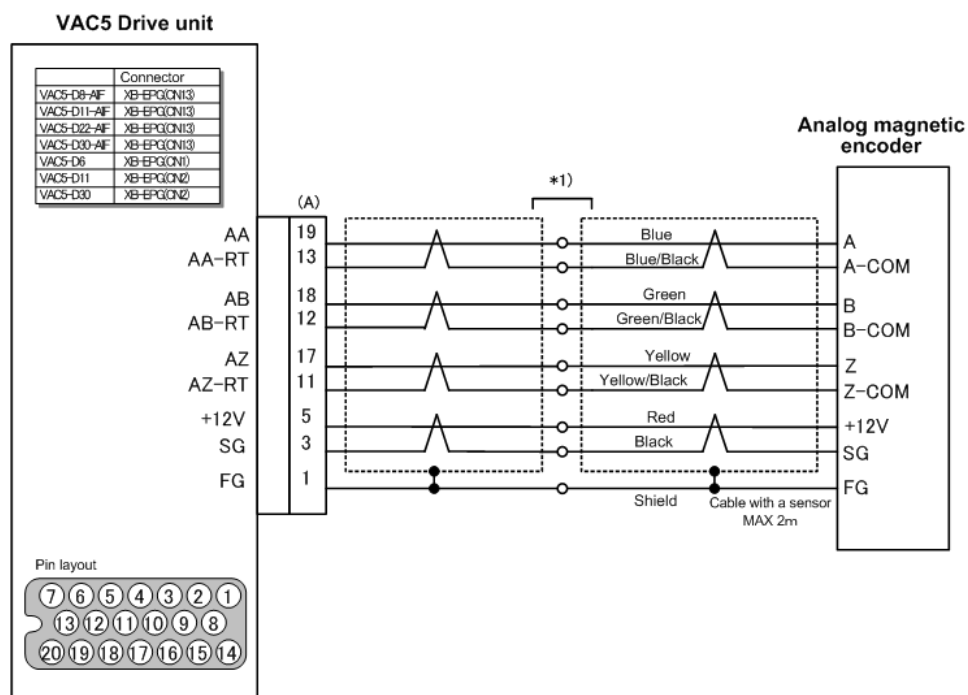 VAC5 Drive unit
Connector
VAC5-D8-AIF XB-EPG(CN13)
VAC5-D11-AIF XB-EPG(CN13)
VAC5-D22-AIF XB-EPG(CN13)
VAC5-D30-AIF XB-EPG(CN13)
VAC5-D6 XB-EPG(CN1)
VAC5-D11 XB-EPG(CN2)
VAC5-D30 XB-EPG(CN2)
Analog magnetic
encoder
*1)
(A)
AA 19 Blue A
AA-RT 13 Blue/Black A-COM
AB 18 Green B
AB-RT 12 Green/Black B-COM
AZ 17 Yellow Z
AZ-RT 11 Yellow/Black Z-COM
+12V 5 Red +12V
SG 3 Black SG
FG 1 Shield FG
Cable with a sensor
MAX 2m
Pin layout
7 6 5 4 3 2 1
13 12 11 10 9 8
20 19 18 17 16 15 14